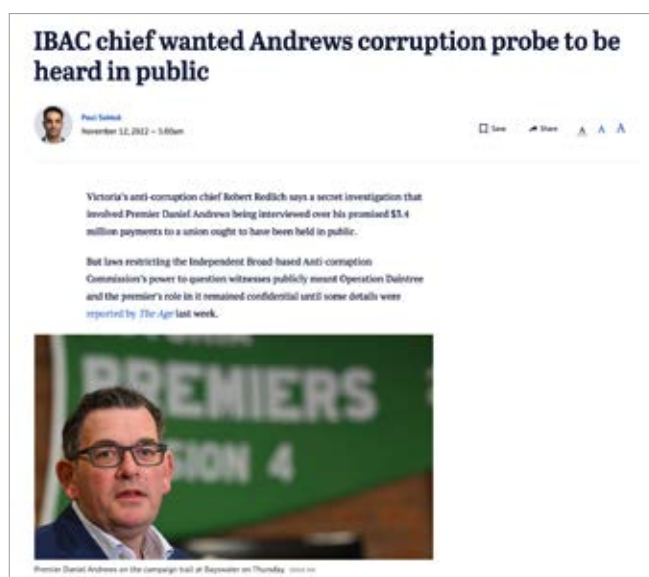 IBAC chief wanted Andrews corruption probe to be
heard in public
Paul Sakkal
November 12, 2022 — 5.00am
Save
Share
A A A
Victoria's anti-corruption chief Robert Redlich says a secret investigation that
involved Premier Daniel Andrews being interviewed over his promised $3.4
million payments to a union ought to have been held in public.
But laws restricting the Independent Broad-based Anti-corruption
Commission's power to question witnesses publicly meant Operation Daintree
and the premier's role in it remained confidential until some details were
reported by The Age last week.
PREMIERS
SION 4
Premier Daniel Andrews on the campaign trail at Bayswater on Thursday.